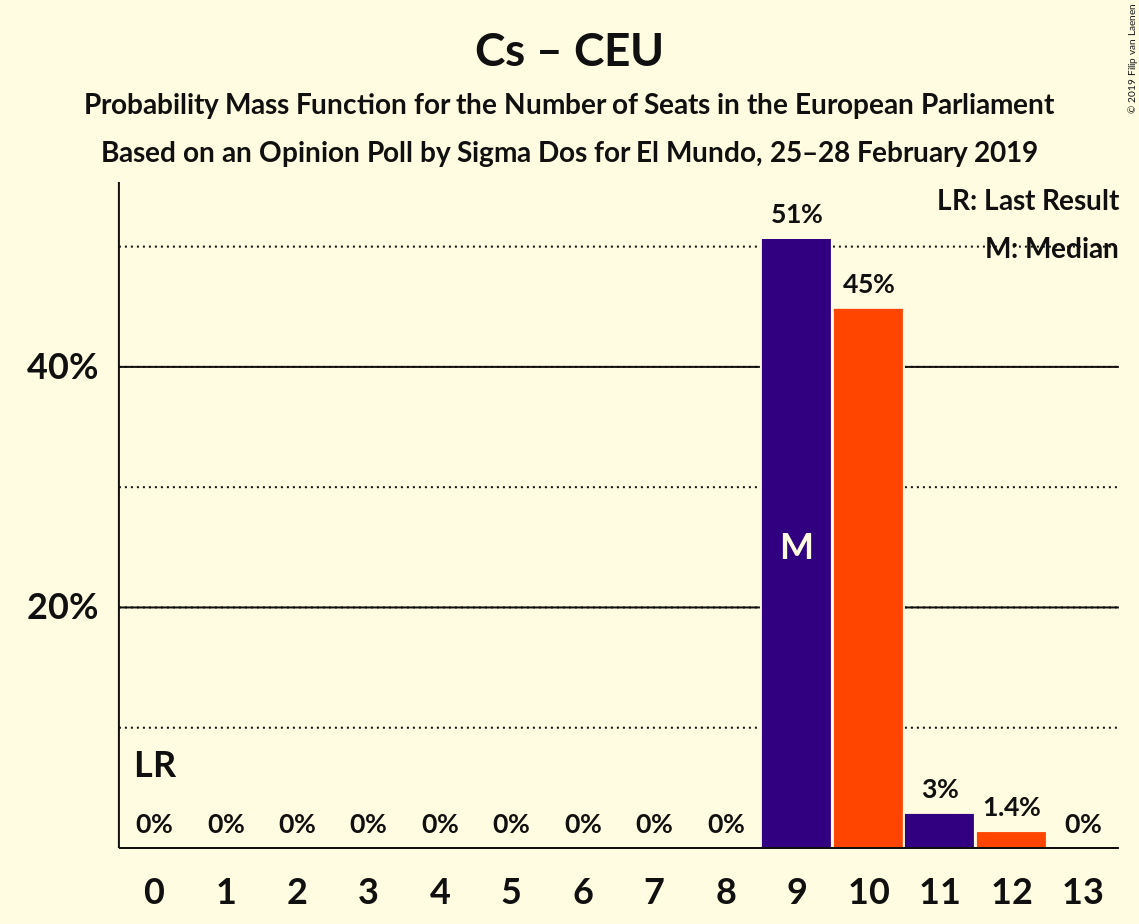 Cs – CEU
Probability Mass Function for the Number of Seats in the European Parliament
Based on an Opinion Poll by Sigma Dos for El Mundo, 25–28 February 2019
© 2019 Filip van Laenen
LR: Last Result
M: Median
51%
45%
40%
M
20%
LR
3%
1.4%
0% 0% 0% 0% 0% 0% 0% 0% 0% 0%
0 1 2 3 4 5 6 7 8 9 10 11 12 13